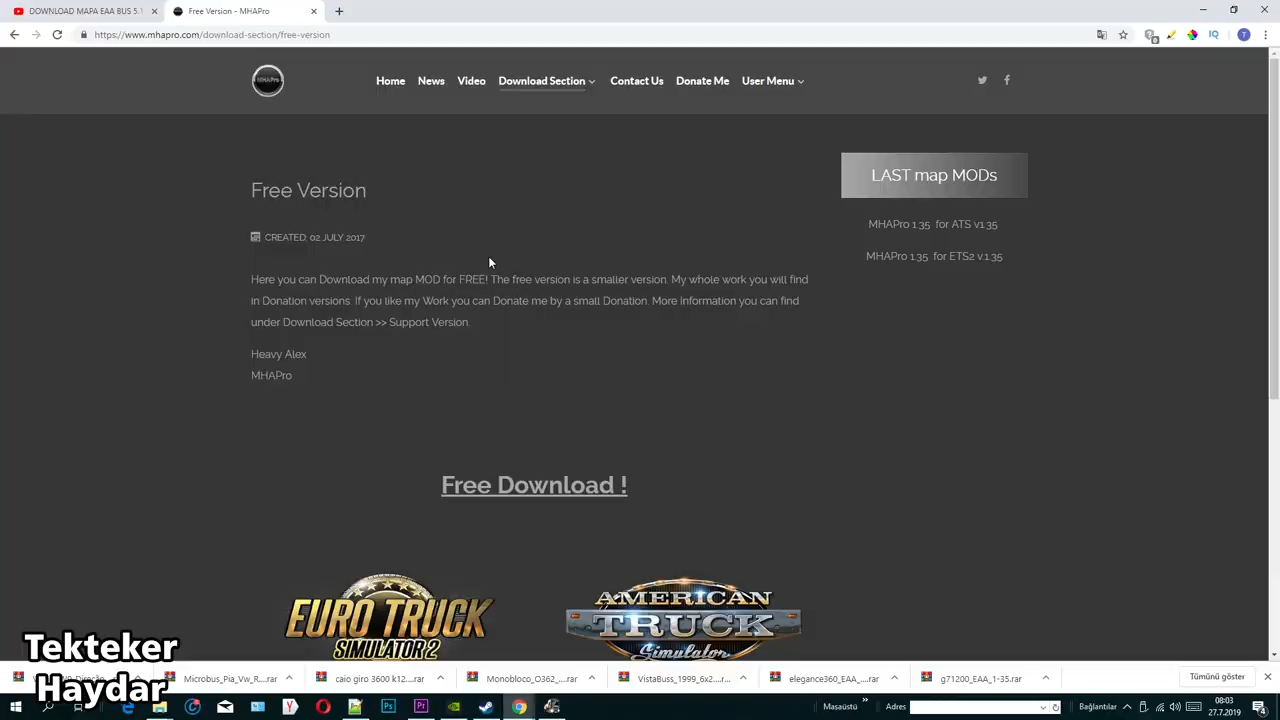 DOWNLOAD MAPA EAA BUS 5.1
Free Version - MHAPro
https://www.mhapro.com/download-section/free-version
IQ
T
MHAPro
Home
News
Video
Download Section
Contact Us
Donate Me
User Menu
Free Version
LAST map MODs
MHAPro 1.35 for ATS v1.35
CREATED: 02 JULY 2017
MHAPro 1.35 for ETS2 v.1.35
Here you can Download my map MOD for FREE! The free version is a smaller version. My whole work you will find
in Donation versions. If you like my Work you can Donate me by a small Donation. More Information you can find
under Download Section >> Support Version.
Heavy Alex
MHAPro
Free Download !
EURO TRUCK
SIMULATOR 2
AMERICAN
TRUCK
Simulator
Tekteker
Haydar
Microbus_Pia_Vw_R....rar
caio giro 3600 k12....rar
Monobloco_O362_....rar
VistaBuss_1999_6x2....r...
elegance360_EAA_....rar
g71200_EAA_1-35.rar
Tümünü göster
Masaüstü
Adres
Bağlantılar
08:03
27.7.2019